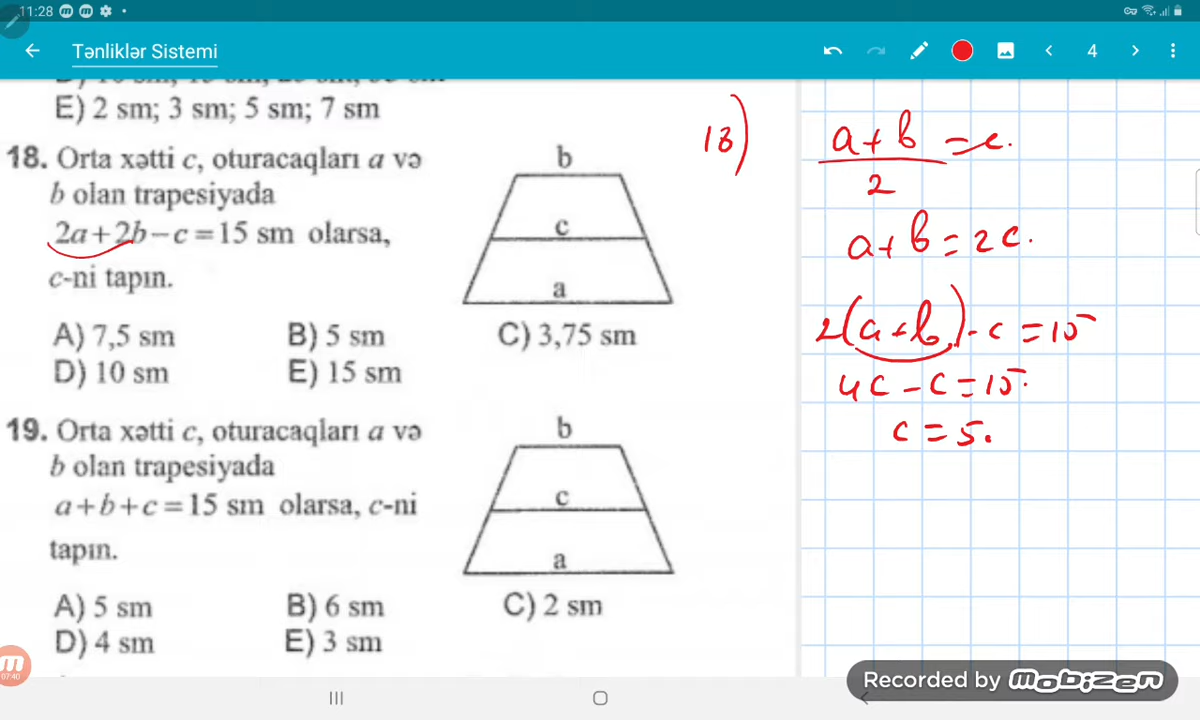 11:28
Tənliklər Sistemi
4
E) 2 sm; 3 sm; 5 sm; 7 sm
18. Orta xətti c, oturacaqları a və
b olan trapesiyada
2a+2b−c=15 sm olarsa,
c-ni tapın.
b
c
a
A) 7,5 sm B) 5 sm C) 3,75 sm
D) 10 sm E) 15 sm
19. Orta xətti c, oturacaqları a və
b olan trapesiyada
a+b+c=15 sm olarsa, c-ni
tapın.
b
c
a
A) 5 sm B) 6 sm C) 2 sm
D) 4 sm E) 3 sm
18)
a+b
=c.
2
a+b=2c.
2(a+b)-c=15
4c-c=15.
c=5.
07:40
Recorded by mobizen